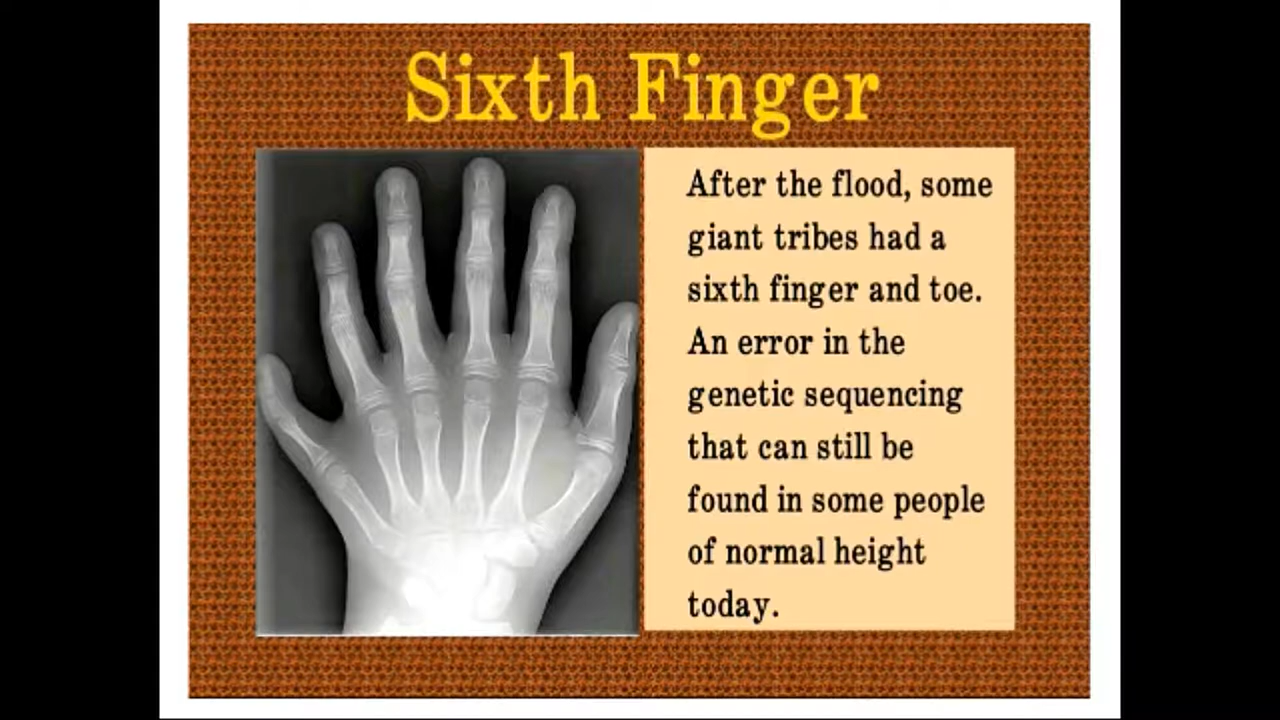 Sixth Finger
After the flood, some
giant tribes had a
sixth finger and toe.
An error in the
genetic sequencing
that can still be
found in some people
of normal height
today.